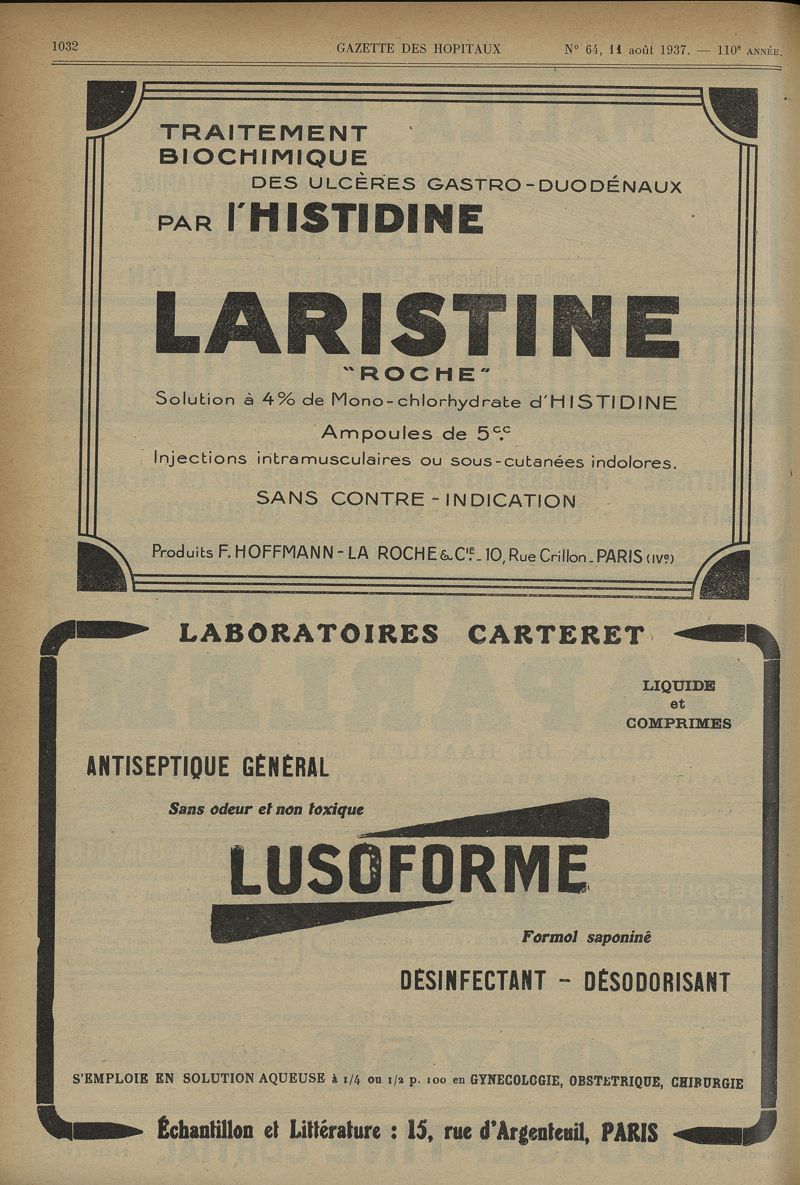 1032
GAZETTE DES HOPITAUX
N° 64, 11 août 1937. — 110e ANNÉE.
TRAITEMENT
BIOCHIMIQUE
DES ULCÈRES GASTRO-DUODÉNAUX
PAR l'HISTIDINE
LARISTINE
"ROCHE"
Solution à 4% de Mono-chlorhydrate d'HISTIDINE
Ampoules de 5c.c
Injections intramusculaires ou sous-cutanées indolores.
SANS CONTRE-INDICATION
Produits F. HOFFMANN-LA ROCHE & CIE. 10, Rue Crillon. PARIS (IVe)
LABORATOIRES CARTERET
LIQUIDE
et
COMPRIMES
ANTISEPTIQUE GÉNÉRAL
Sans odeur et non toxique
LUSOFORME
Formol saponiné
DÉSINFECTANT - DÉSODORISANT
S'EMPLOIE EN SOLUTION AQUEUSE à 1/4 ou 1/2 p. 100 en GYNECOLOGIE, OBSTETRIQUE, CHIRURGIE
Échantillon et Littérature : 15, rue d'Argenteuil, PARIS